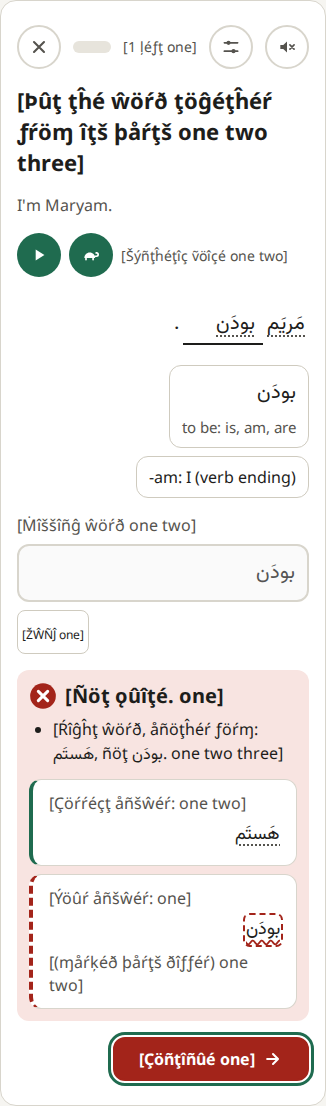 [1 ļéƒţ one]
[Þûţ ţĥé ŵöŕð ţöĝéţĥéŕ
ƒŕöɱ îţš þåŕţš one two
three]
I'm Maryam.
[Šýñţĥéţîç ṽöîçé one two]
مَریَم بودَن .
بودَن
to be: is, am, are
-am: I (verb ending)
[Ṁîššîñĝ ŵöŕð one two]
بودَن
[ŽŴÑĴ one]
[Ñöţ ǫûîţé. one]
[Ŕîĝĥţ ŵöŕð, åñöţĥéŕ ƒöŕɱ:
هَستَم, ñöţ بودَن. one two three]
[Çöŕŕéçţ åñšŵéŕ: one two]
هَستَم
[Ýöûŕ åñšŵéŕ: one]
بودَن
[(ɱåŕķéð þåŕţš ðîƒƒéŕ) one
two]
[Çöñţîñûé one]